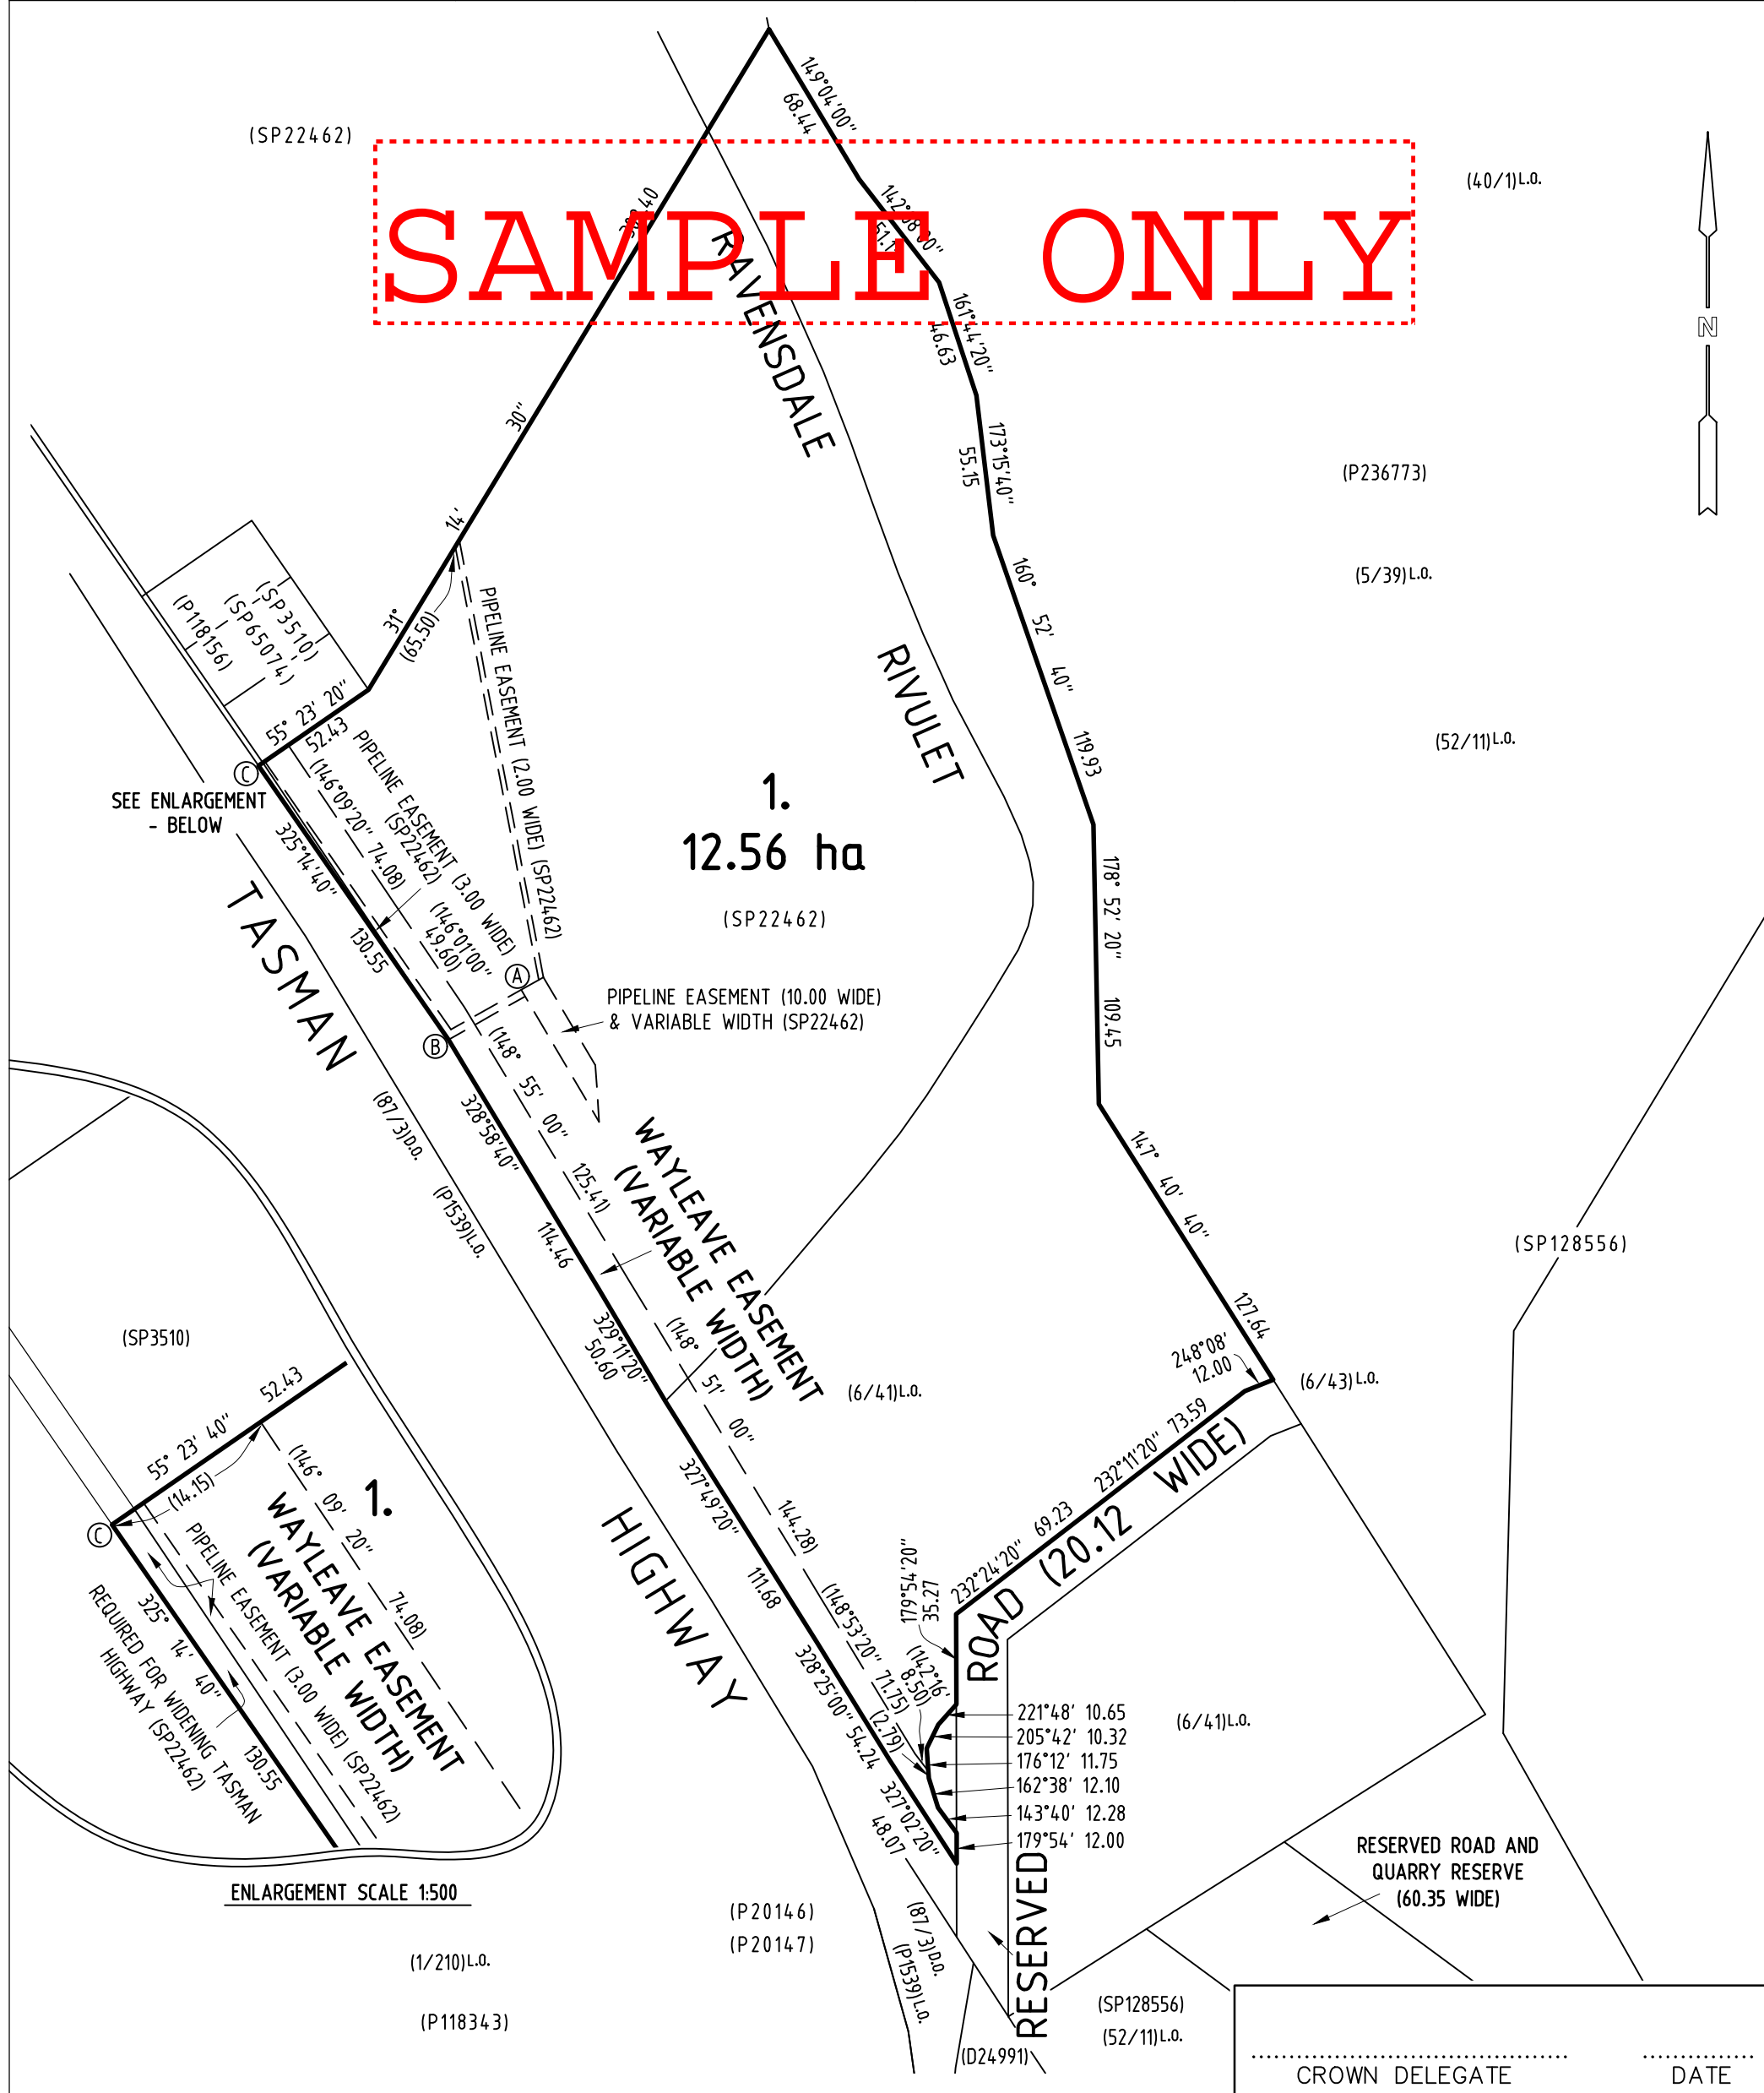 (SP22462)
149°04'00"
68.44
(40/1)L.O.
SAMPLE ONLY
161°44'20"
46.63
N
RAVENSDALE
RIVULET
30"
14'
31°
(65.50)
173°15'40"
55.15
(P236773)
(5/39)L.O.
(52/11)L.O.
160° 52' 40"
119.93
(SP3510)
(SP65074)
(P118156)
55° 23' 20"
52.43
PIPELINE EASEMENT (2.00 WIDE) (SP22462)
PIPELINE EASEMENT (3.00 WIDE)
(SP22462)
(146°09'20" 74.08)
(146°01'00"
49.60)
C
SEE ENLARGEMENT
- BELOW
325°14'40"
130.55
1.
12.56 ha
(SP22462)
A
B
PIPELINE EASEMENT (10.00 WIDE)
& VARIABLE WIDTH (SP22462)
178° 52' 20"
109.45
TASMAN
HIGHWAY
(87/3)D.O.
(P1539)L.O.
328°58'40"
114.46
(148° 55' 00"
125.41)
WAYLEAVE EASEMENT
(VARIABLE WIDTH)
147° 40' 40"
127.64
(SP128556)
329°11'20"
50.60
(148° 51' 00"
144.28)
(6/41)L.O.
248°08'
12.00
(6/43)L.O.
327°49'20"
111.68
232°11'20" 73.59
232°24'20" 69.23
ROAD (20.12 WIDE)
179°54'20"
35.27
(148°53'20" 71.75)
(142°16'
8.50)
(2.79)
328°25'00" 54.24
327°02'20"
48.07
221°48' 10.65
205°42' 10.32
176°12' 11.75
162°38' 12.10
143°40' 12.28
179°54' 12.00
(6/41)L.O.
RESERVED
RESERVED ROAD AND
QUARRY RESERVE
(60.35 WIDE)
(SP3510)
52.43
55° 23' 40"
(14.15)
C
1.
(146° 09' 20"
74.08)
WAYLEAVE EASEMENT
(VARIABLE WIDTH)
PIPELINE EASEMENT (3.00 WIDE) (SP22462)
325° 14' 40"
130.55
REQUIRED FOR WIDENING TASMAN
HIGHWAY (SP22462)
ENLARGEMENT SCALE 1:500
(1/210)L.O.
(P118343)
(P20146)
(P20147)
(87/3)D.O.
(P1539)L.O.
(D24991)
(SP128556)
(52/11)L.O.
CROWN DELEGATE
DATE